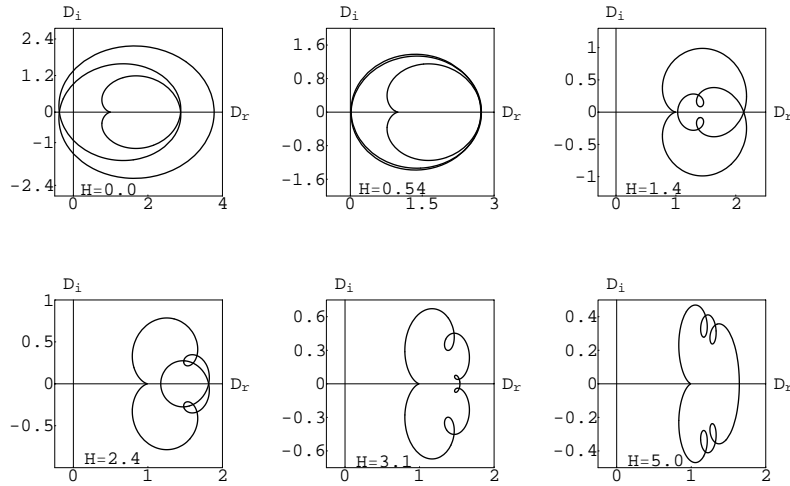 D_i
2.4
1.2
0
-1
-2.4
0 2 4
D_r
H=0.0
D_i
1.6
0.8
0
-0.8
-1.6
0 1.5 3
D_r
H=0.54
D_i
1
0.5
0
-0.5
-1
0 1 2
D_r
H=1.4
D_i
1
0.5
0
-0.5
0 1 2
D_r
H=2.4
D_i
0.6
0.3
0
-0.3
-0.6
0 1 2
D_r
H=3.1
D_i
0.4
0.2
0
-0.2
-0.4
0 1 2
D_r
H=5.0